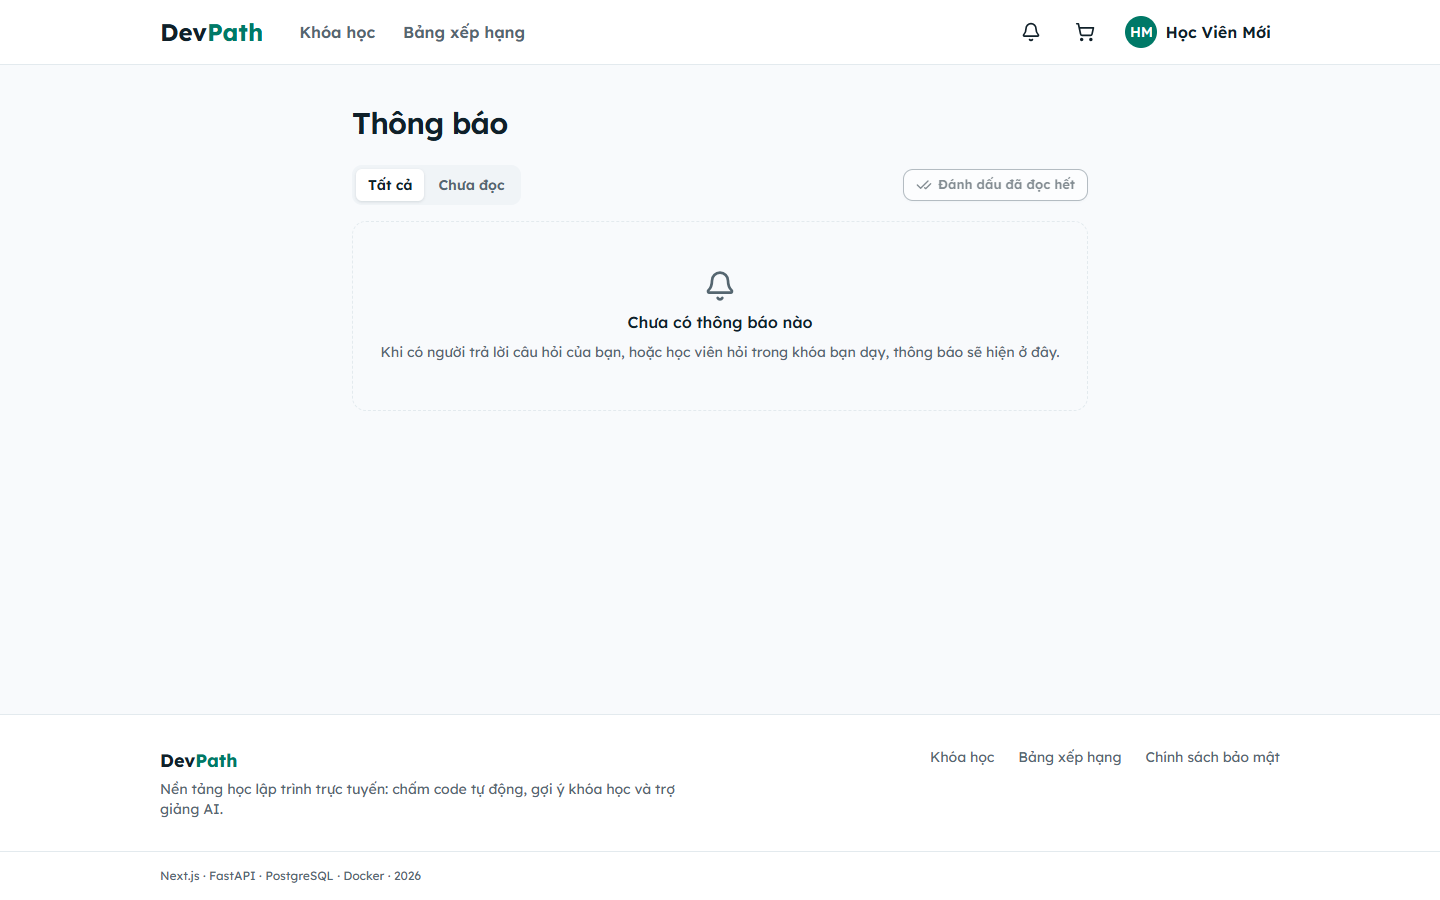 DevPath
Khóa học
Bảng xếp hạng
HM
Học Viên Mới
Thông báo
Tất cả
Chưa đọc
Đánh dấu đã đọc hết
Chưa có thông báo nào
Khi có người trả lời câu hỏi của bạn, hoặc học viên hỏi trong khóa bạn dạy, thông báo sẽ hiện ở đây.
DevPath
Nền tảng học lập trình trực tuyến: chấm code tự động, gợi ý khóa học và trợ
giảng AI.
Khóa học
Bảng xếp hạng
Chính sách bảo mật
Next.js · FastAPI · PostgreSQL · Docker · 2026